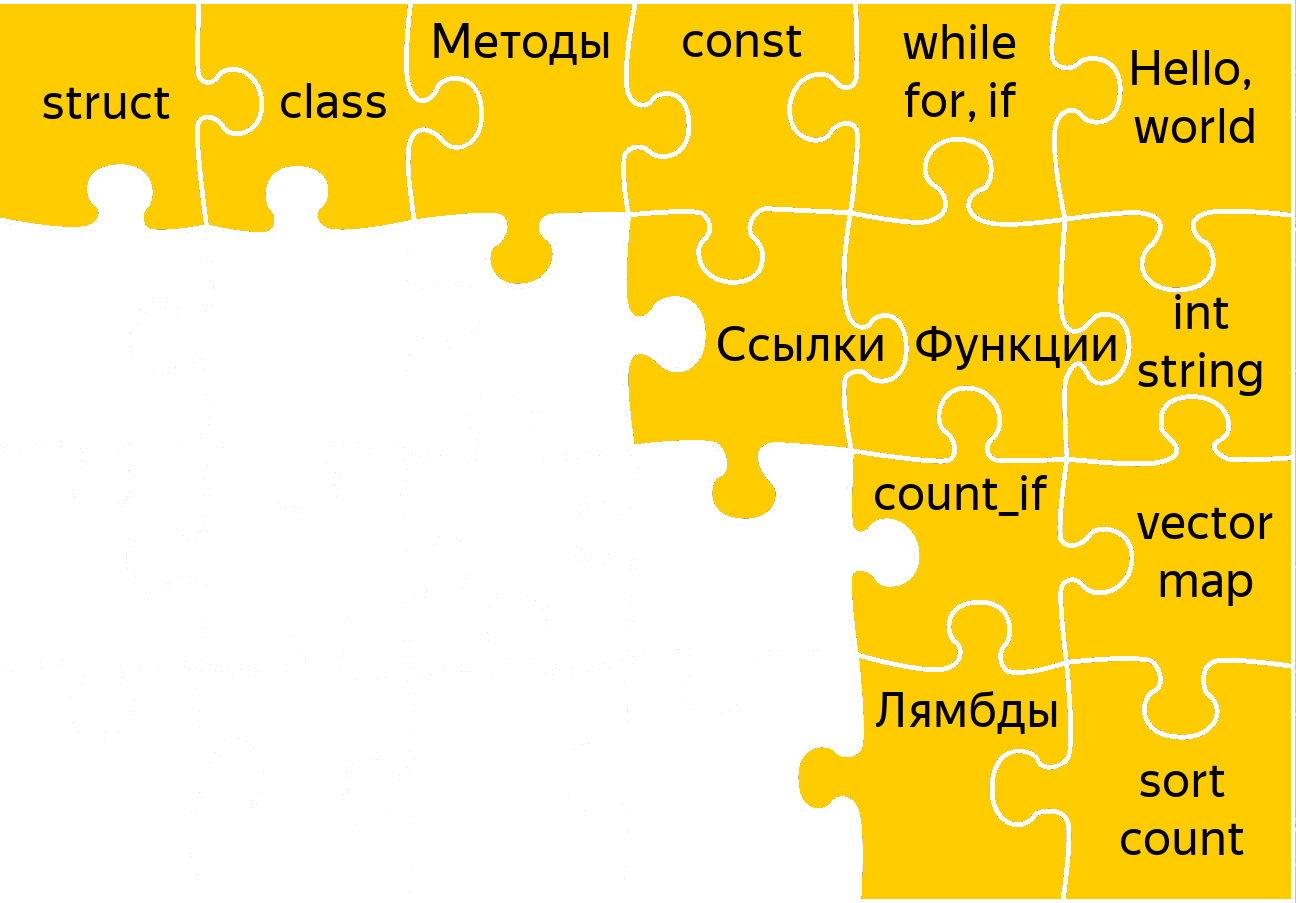 struct
class
Методы
const
while
for, if
Hello,
world
Ссылки
Функции
int
string
count_if
vector
map
Лямбды
sort
count